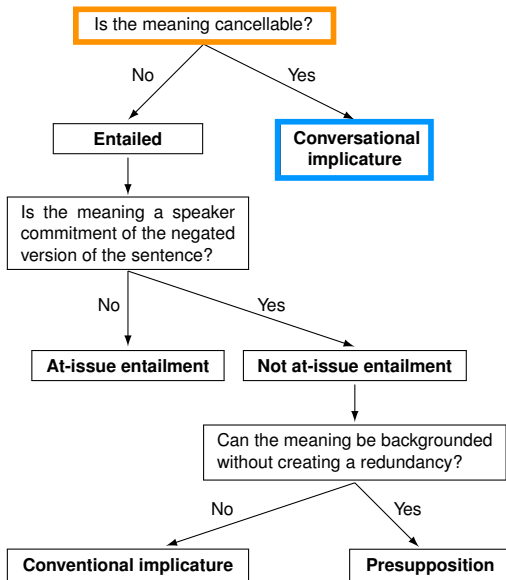 Is the meaning cancellable?
No
Yes
Entailed
Conversational
implicature
Is the meaning a speaker
commitment of the negated
version of the sentence?
No
Yes
At-issue entailment
Not at-issue entailment
Can the meaning be backgrounded
without creating a redundancy?
No
Yes
Conventional implicature
Presupposition